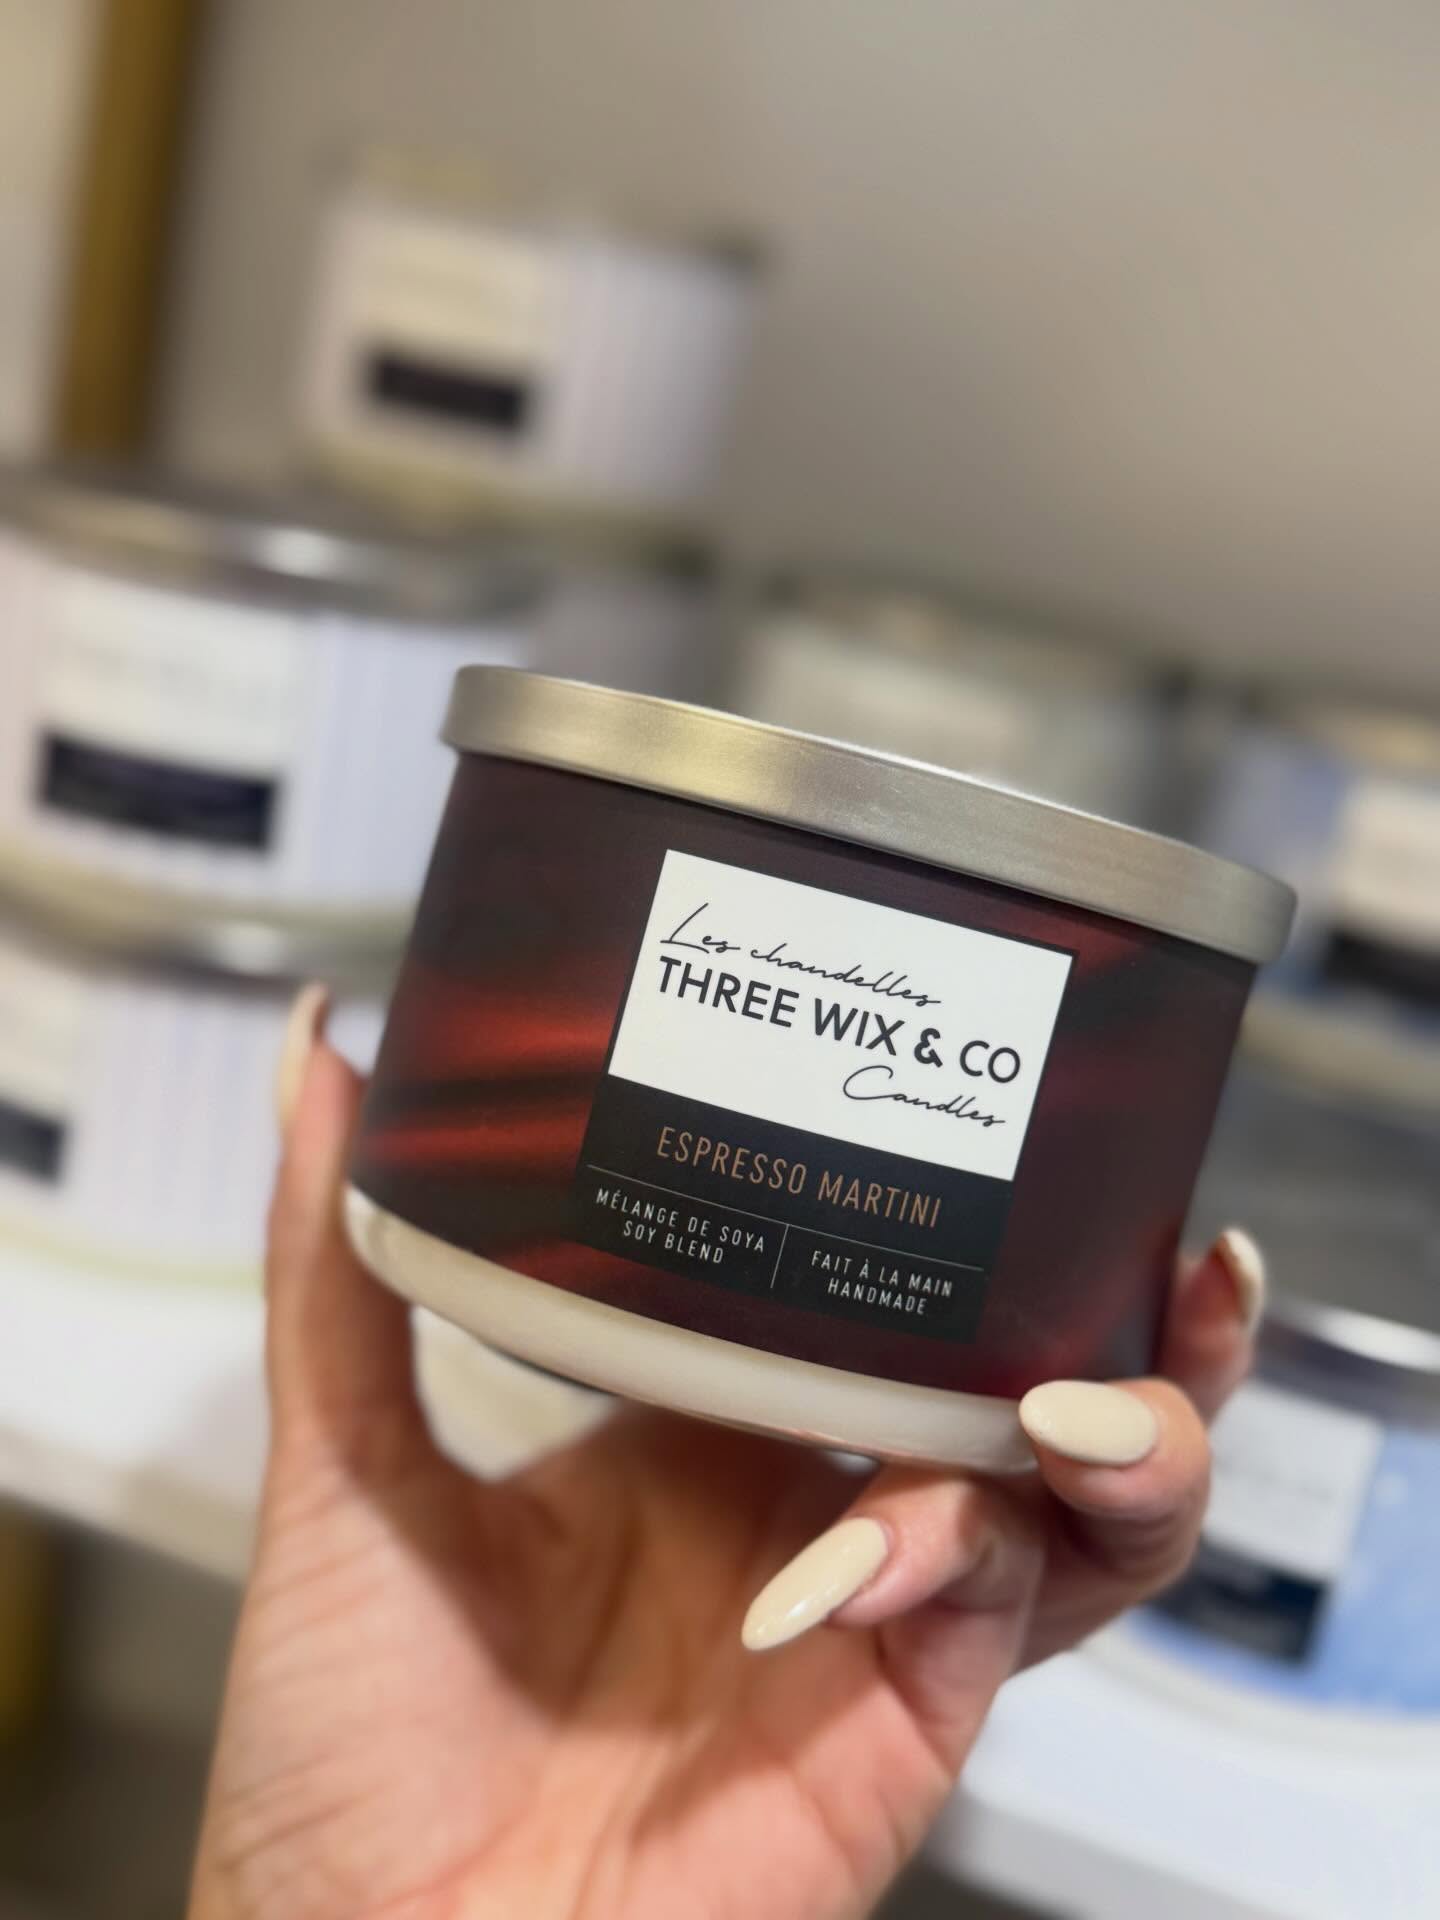 Les chandelles
THREE WIX & CO
Candles
ESPRESSO MARTINI
MÉLANGE DE SOYA
SOY BLEND
FAIT À LA MAIN
HANDMADE